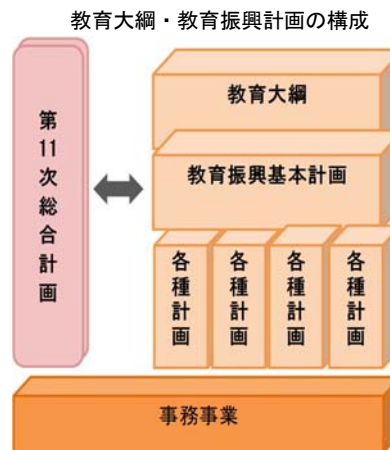 教育大綱・教育振興計画の構成
第11次総合計画
教育大綱
教育振興基本計画
各種計画
各種計画
各種計画
各種計画
事務事業